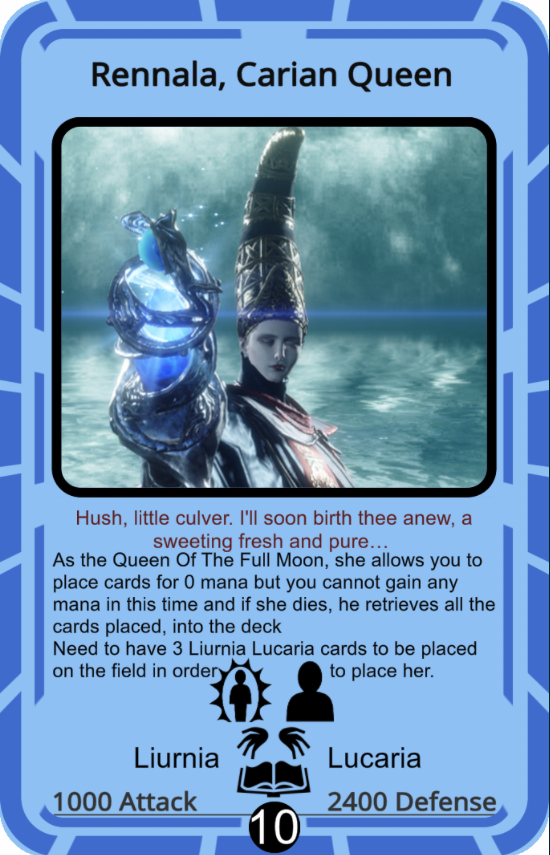 Rennala, Carian Queen
Hush, little culver. I'll soon birth thee anew, a
sweeting fresh and pure…
As the Queen Of The Full Moon, she allows you to
place cards for 0 mana but you cannot gain any
mana in this time and if she dies, he retrieves all the
cards placed, into the deck
Need to have 3 Liurnia Lucaria cards to be placed
on the field in order to place her.
Liurnia Lucaria
1000 Attack 2400 Defense
10